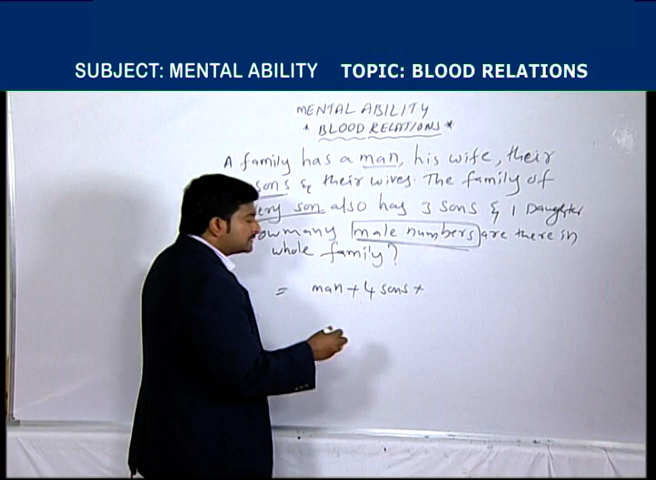 SUBJECT: MENTAL ABILITY TOPIC: BLOOD RELATIONS
MENTAL ABILITY
* BLOOD RELATIONS *
A family has a man, his wife, their
sons & their wives. The family of
very son also has 3 sons & 1 Daughter
owmany male numbers are there in
whole family?
= man + 4 sons +